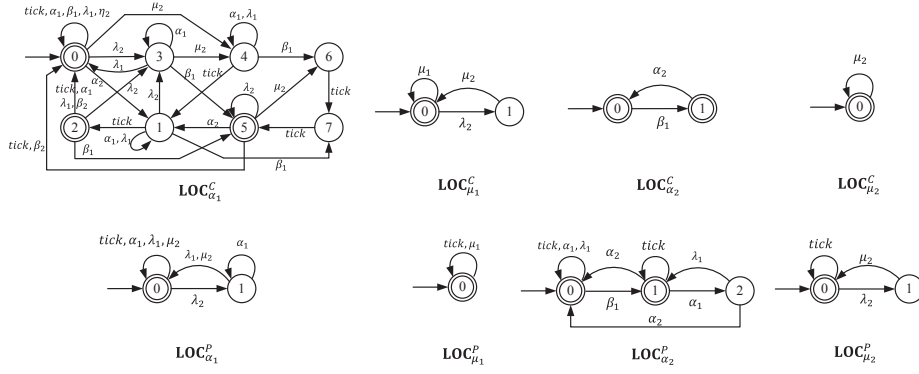 tick, α₁, β₁, λ₁, η₂
μ₂
α₁
α₁, λ₁
0
λ₂
3
μ₂
4
β₁
6
λ₁
α₂
β₁
tick
tick, α₁
λ₁, β₂
λ₂
λ₂
λ₂
μ₂
tick
2
tick
1
α₂
5
tick
7
α₁, λ₁
tick, β₂
β₁
β₁
LOC^C_α₁
μ₁
μ₂
0
λ₂
1
LOC^C_μ₁
α₂
0
β₁
1
LOC^C_α₂
μ₂
0
LOC^C_μ₂
tick, α₁, λ₁, μ₂
λ₁, μ₂
α₁
0
λ₂
1
LOC^P_α₁
tick, μ₁
0
LOC^P_μ₁
tick, α₁, λ₁
α₂
tick
λ₁
0
β₁
1
α₁
2
α₂
LOC^P_α₂
tick
μ₂
0
λ₂
1
LOC^P_μ₂